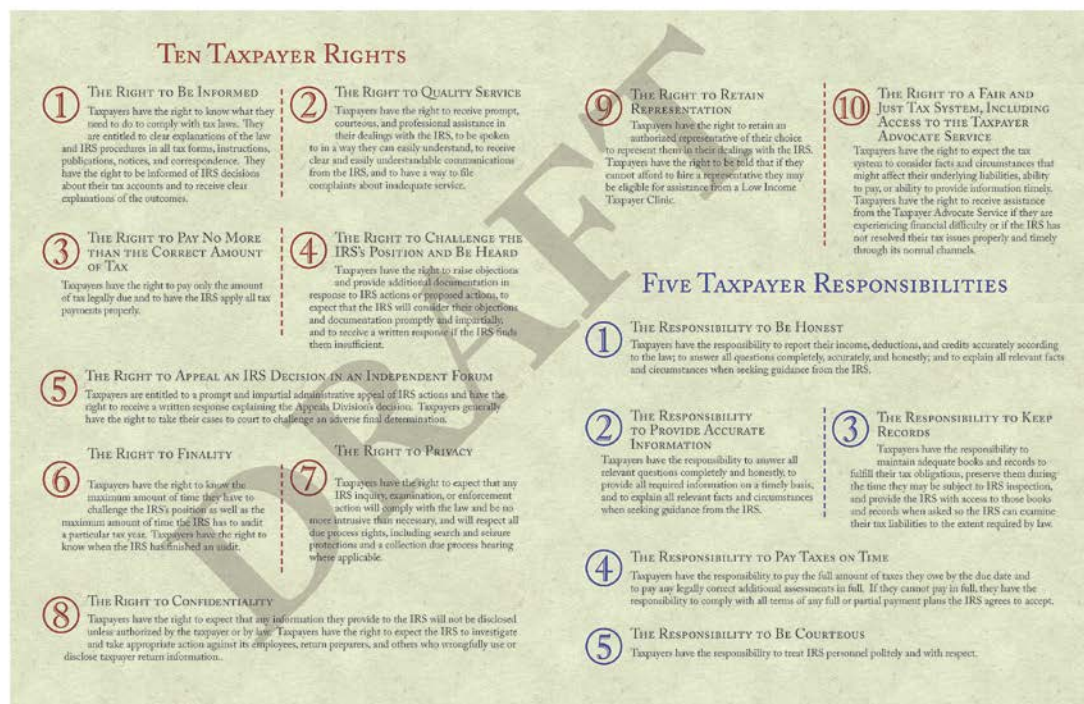 TEN TAXPAYER RIGHTS
1
THE RIGHT TO BE INFORMED
Taxpayers have the right to know what they
need to do to comply with tax laws. They
are entitled to clear explanations of the law
and IRS procedures in all tax forms, instructions,
publications, notices, and correspondence. They
have the right to be informed of IRS decisions
about their tax accounts and to receive clear
explanations of the outcomes.
2
THE RIGHT TO QUALITY SERVICE
Taxpayers have the right to receive prompt,
courteous, and professional assistance in
their dealings with the IRS, to be spoken
to in a way they can easily understand, to receive
clear and easily understandable communications
from the IRS, and to have a way to file
complaints about inadequate service.
3
THE RIGHT TO PAY NO MORE
THAN THE CORRECT AMOUNT
OF TAX
Taxpayers have the right to pay only the amount
of tax legally due and to have the IRS apply all tax
payments properly.
4
THE RIGHT TO CHALLENGE THE
IRS'S POSITION AND BE HEARD
Taxpayers have the right to raise objections
and provide additional documentation in
response to IRS actions or proposed actions, to
expect that the IRS will consider their objections
and documentation promptly and impartially,
and to receive a written response if the IRS finds
them insufficient.
5
THE RIGHT TO APPEAL AN IRS DECISION IN AN INDEPENDENT FORUM
Taxpayers are entitled to a prompt and impartial administrative appeal of IRS actions and have the
right to receive a written response explaining the Appeals Division's decision. Taxpayers generally
have the right to take their cases to court to challenge an adverse final determination.
6
THE RIGHT TO FINALITY
Taxpayers have the right to know the
maximum amount of time they have to
challenge the IRS's position as well as the
maximum amount of time the IRS has to audit
a particular tax year. Taxpayers have the right to
know when the IRS has finished an audit.
7
THE RIGHT TO PRIVACY
Taxpayers have the right to expect that any
IRS inquiry, examination, or enforcement
action will comply with the law and be no
more intrusive than necessary, and will respect all
due process rights, including search and seizure
protections and a collection due process hearing
where applicable.
8
THE RIGHT TO CONFIDENTIALITY
Taxpayers have the right to expect that any information they provide to the IRS will not be disclosed
unless authorized by the taxpayer or by law. Taxpayers have the right to expect the IRS to investigate
and take appropriate action against its employees, return preparers, and others who wrongfully use or
disclose taxpayer return information..
9
THE RIGHT TO RETAIN
REPRESENTATION
Taxpayers have the right to retain an
authorized representative of their choice
to represent them in their dealings with the IRS.
Taxpayers have the right to be told that if they
cannot afford to hire a representative they may
be eligible for assistance from a Low Income
Taxpayer Clinic.
10
THE RIGHT TO A FAIR AND
JUST TAX SYSTEM, INCLUDING
ACCESS TO THE TAXPAYER
ADVOCATE SERVICE
Taxpayers have the right to expect the tax
system to consider facts and circumstances that
might affect their underlying liabilities, ability
to pay, or ability to provide information timely.
Taxpayers have the right to receive assistance
from the Taxpayer Advocate Service if they are
experiencing financial difficulty or if the IRS has
not resolved their tax issues properly and timely
through its normal channels.
FIVE TAXPAYER RESPONSIBILITIES
1
THE RESPONSIBILITY TO BE HONEST
Taxpayers have the responsibility to report their income, deductions, and credits accurately according
to the law; to answer all questions completely, accurately, and honestly; and to explain all relevant facts
and circumstances when seeking guidance from the IRS.
2
THE RESPONSIBILITY
TO PROVIDE ACCURATE
INFORMATION
Taxpayers have the responsibility to answer all
relevant questions completely and honestly, to
provide all required information on a timely basis,
and to explain all relevant facts and circumstances
when seeking guidance from the IRS.
3
THE RESPONSIBILITY TO KEEP
RECORDS
Taxpayers have the responsibility to
maintain adequate books and records to
fulfill their tax obligations, preserve them during
the time they may be subject to IRS inspection,
and provide the IRS with access to those books
and records when asked so the IRS can examine
their tax liabilities to the extent required by law.
4
THE RESPONSIBILITY TO PAY TAXES ON TIME
Taxpayers have the responsibility to pay the full amount of taxes they owe by the due date and
to pay any legally correct additional assessments in full. If they cannot pay in full, they have the
responsibility to comply with all terms of any full or partial payment plans the IRS agrees to accept.
5
THE RESPONSIBILITY TO BE COURTEOUS
Taxpayers have the responsibility to treat IRS personnel politely and with respect.
DRAFT